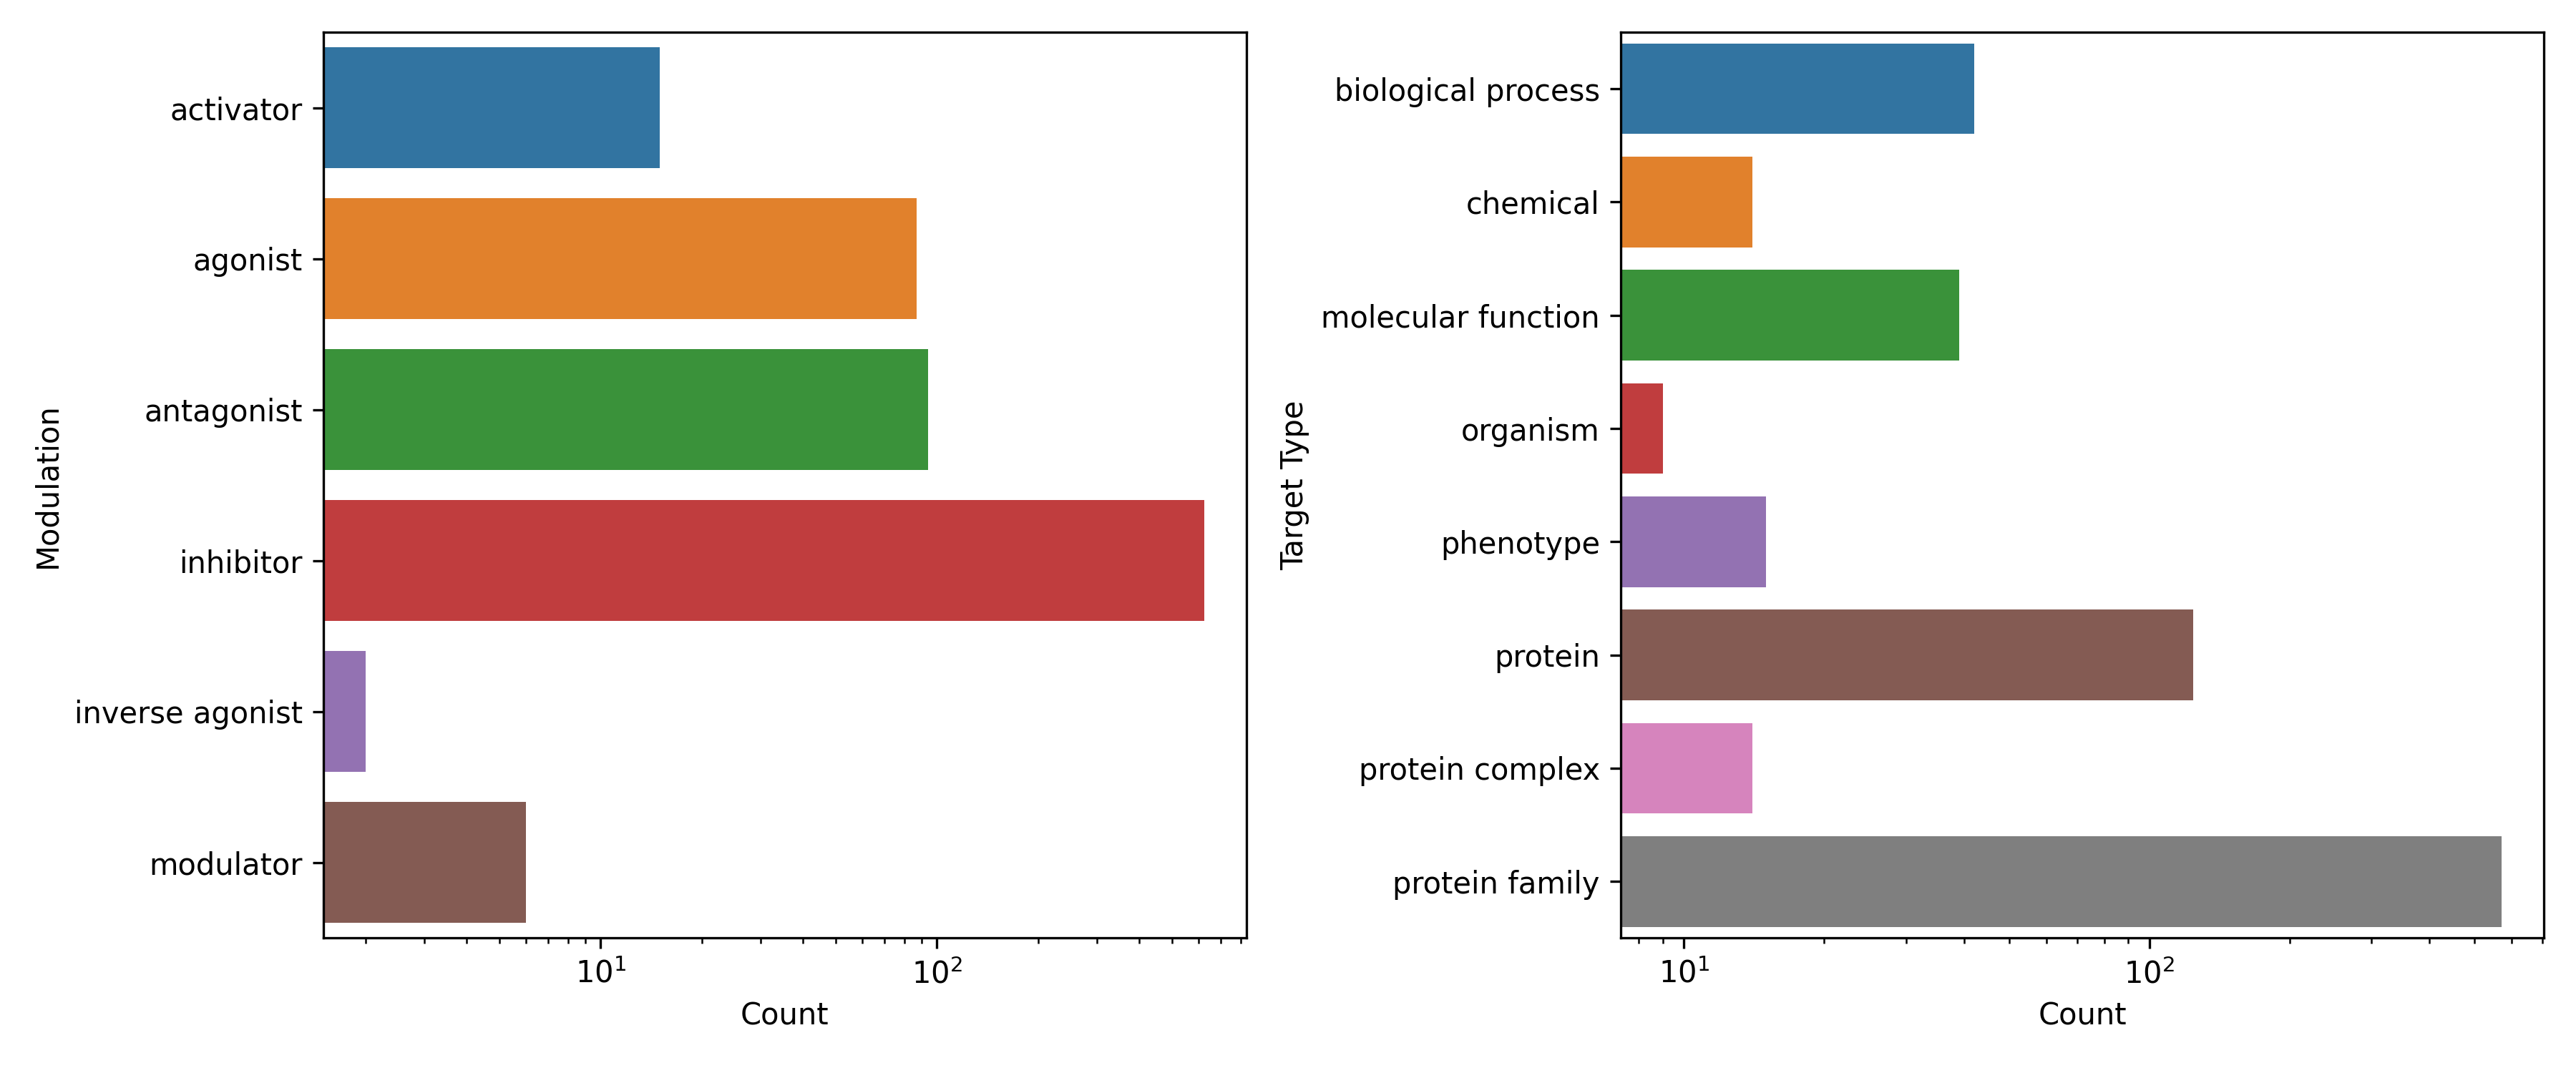 Modulation
activator
agonist
antagonist
inhibitor
inverse agonist
modulator
10¹ 10²
Count
Target Type
biological process
chemical
molecular function
organism
phenotype
protein
protein complex
protein family
10¹ 10²
Count